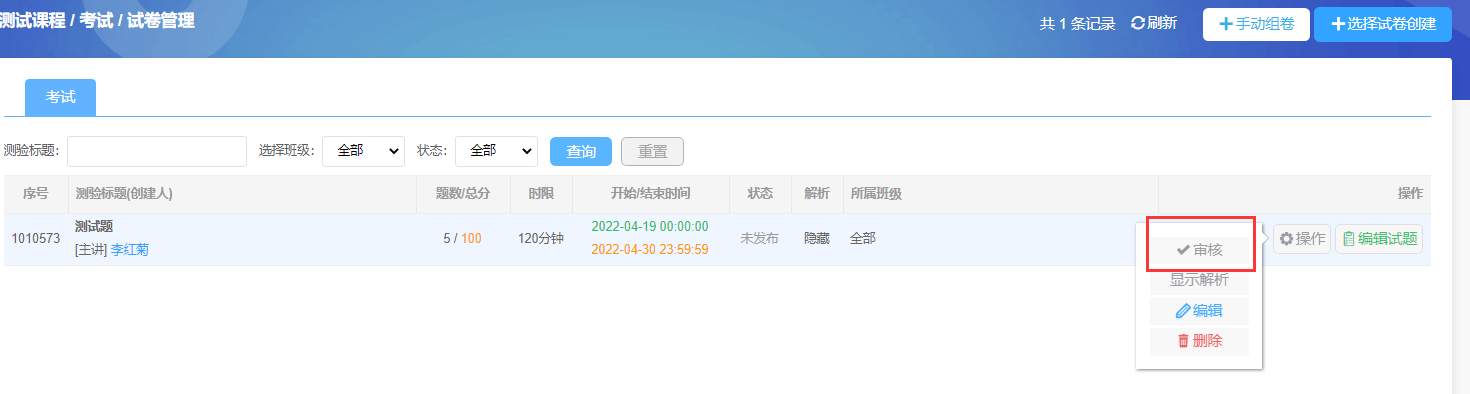 测试课程 / 考试 / 试卷管理
共 1 条记录 刷新 手动组卷 选择试卷创建
考试
测验标题: 选择班级: 全部 状态: 全部 查询 重置
序号 测验标题(创建人) 题数/总分 时限 开始/结束时间 状态 解析 所属班级 操作
1010573 测试题 5 / 100 120分钟 2022-04-19 00:00:00 未发布 隐藏 全部 操作 编辑试题
[主讲] 李红菊 2022-04-30 23:59:59
审核
显示解析
编辑
删除